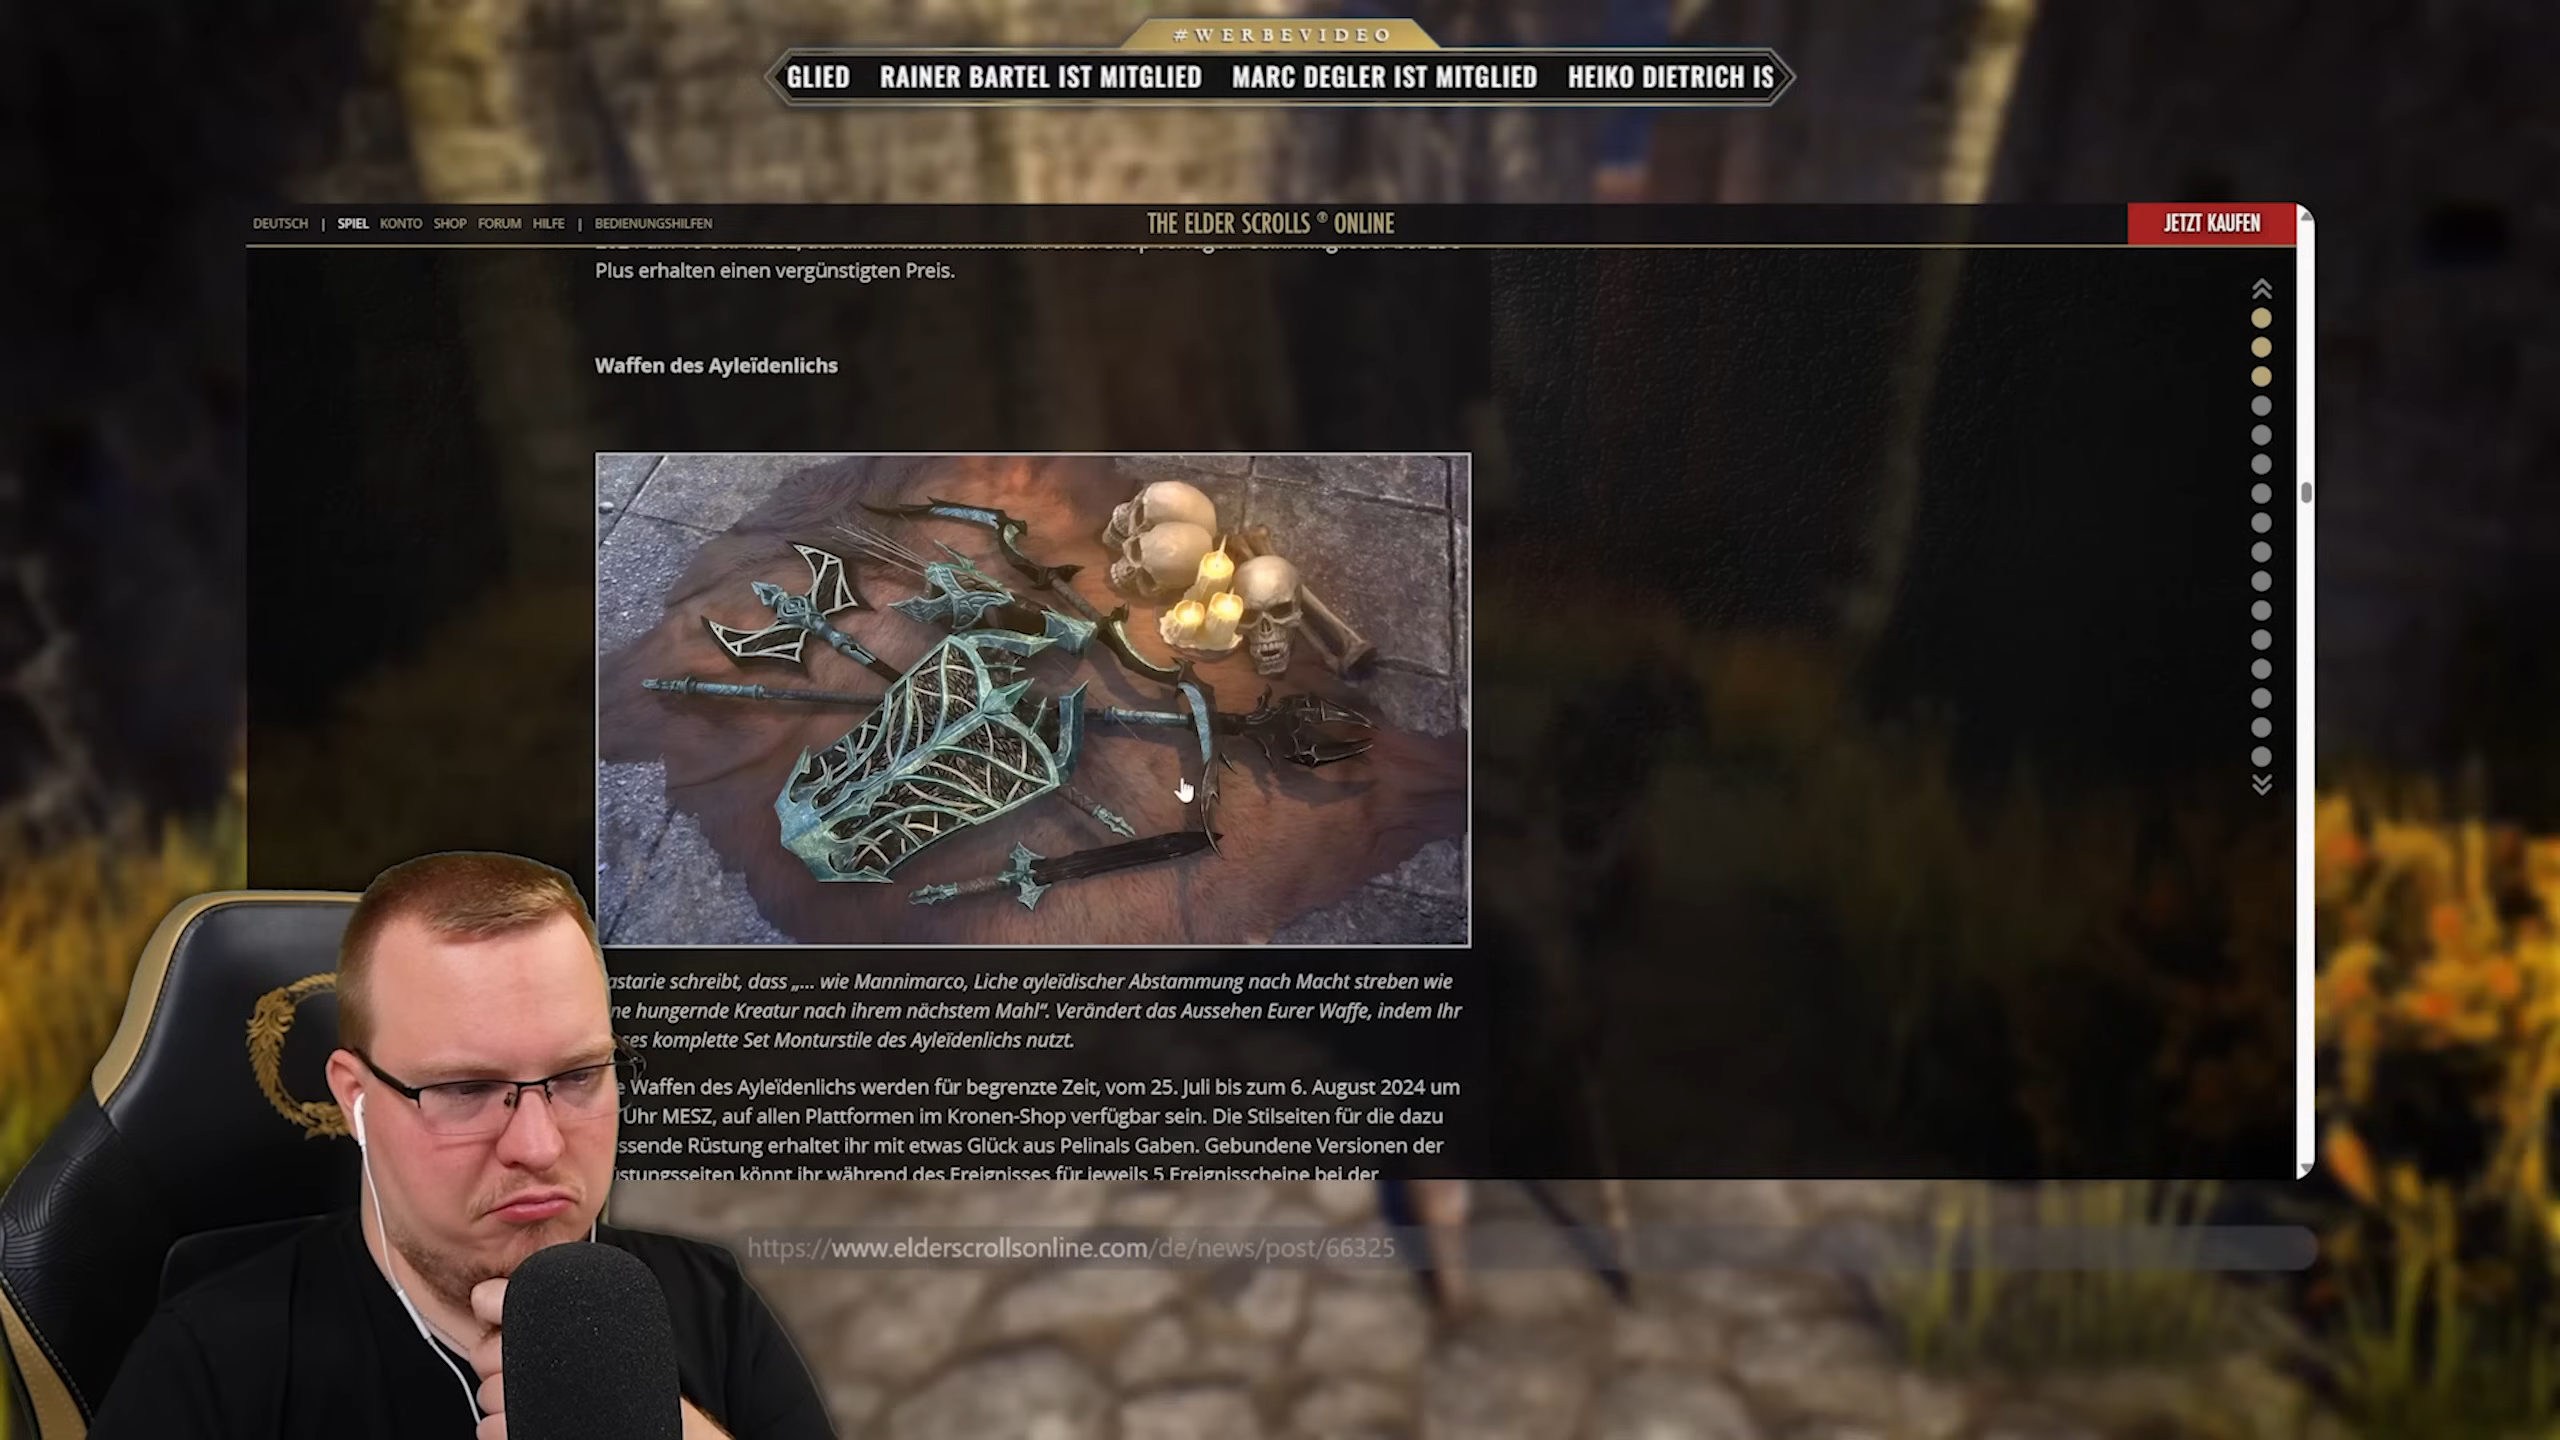 #WERBEVIDEO
GLIED RAINER BARTEL IST MITGLIED MARC DEGLER IST MITGLIED HEIKO DIETRICH IS
DEUTSCH | SPIEL KONTO SHOP FORUM HILFE | BEDIENUNGSHILFEN
THE ELDER SCROLLS ® ONLINE
JETZT KAUFEN
Plus erhalten einen vergünstigten Preis.
Waffen des Ayleïdenlichs
astarie schreibt, dass „... wie Mannimarco, Liche ayleïdischer Abstammung nach Macht streben wie
ne hungernde Kreatur nach ihrem nächstem Mahl“. Verändert das Aussehen Eurer Waffe, indem Ihr
ses komplette Set Monturstile des Ayleïdenlichs nutzt.
e Waffen des Ayleïdenlichs werden für begrenzte Zeit, vom 25. Juli bis zum 6. August 2024 um
Uhr MESZ, auf allen Plattformen im Kronen-Shop verfügbar sein. Die Stilseiten für die dazu
ssende Rüstung erhaltet ihr mit etwas Glück aus Pelinals Gaben. Gebundene Versionen der
stungsseiten könnt ihr während des Ereignisses für jeweils 5 Ereignisscheine bei der
https://www.elderscrollsonline.com/de/news/post/66325